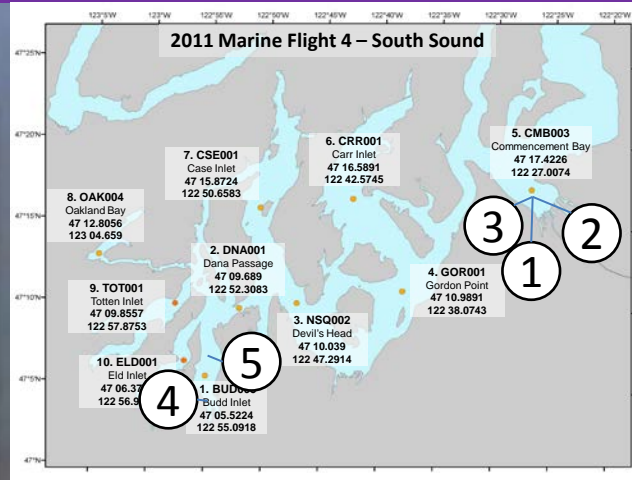 123°5'W 123°0'W 122°55'W 122°50'W 122°45'W 122°40'W 122°35'W 122°30'W 122°25'W 122°20'W
2011 Marine Flight 4 – South Sound
47°25'N
47°20'N
47°15'N
47°10'N
47°5'N
47°N
5. CMB003
Commencement Bay
47 17.4226
122 27.0074
6. CRR001
Carr Inlet
47 16.5891
122 42.5745
7. CSE001
Case Inlet
47 15.8724
122 50.6583
8. OAK004
Oakland Bay
47 12.8056
123 04.659
3
2
1
2. DNA001
Dana Passage
47 09.689
122 52.3083
4. GOR001
Gordon Point
47 10.9891
122 38.0743
9. TOT001
Totten Inlet
47 09.8557
122 57.8753
3. NSQ002
Devil's Head
47 10.039
122 47.2914
10. ELD001
Eld Inlet
47 06.37
122 56.9
5
4
1.
Budd Inlet
47 05.5224
122 55.0918